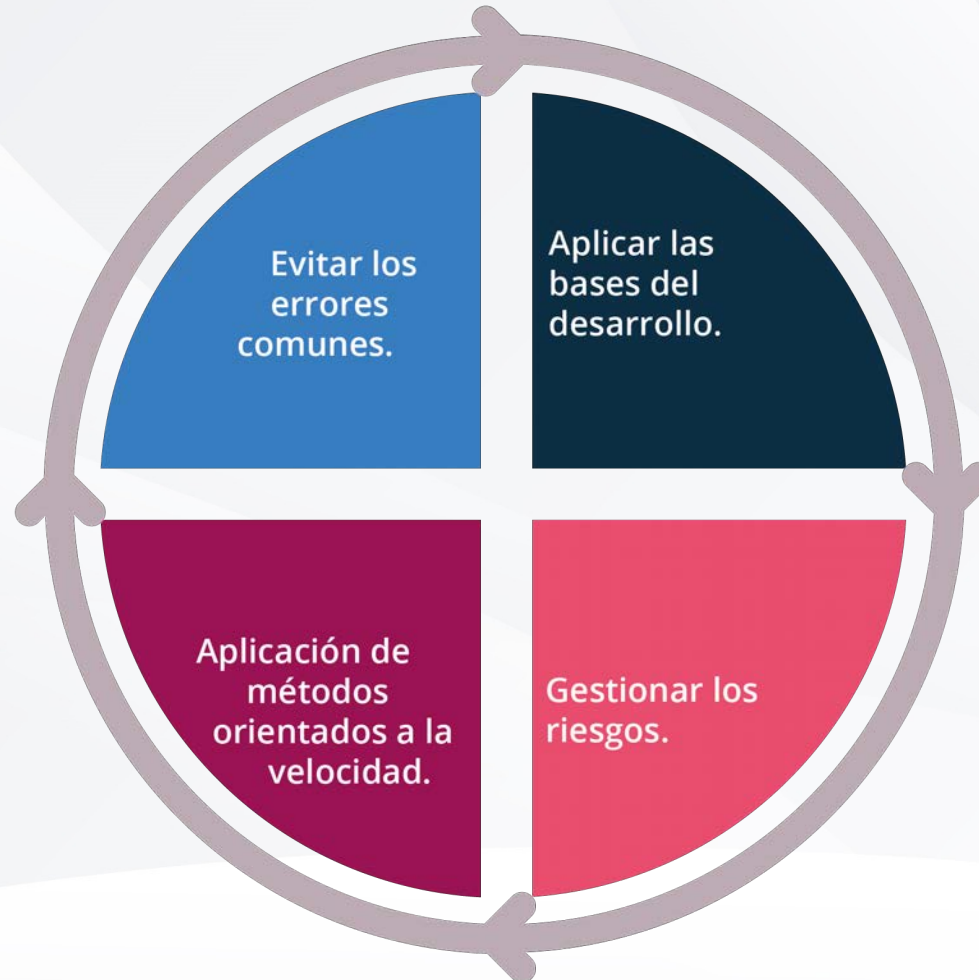 Evitar los
errores
comunes.
Aplicar las
bases del
desarrollo.
Aplicación de
métodos
orientados a la
velocidad.
Gestionar los
riesgos.